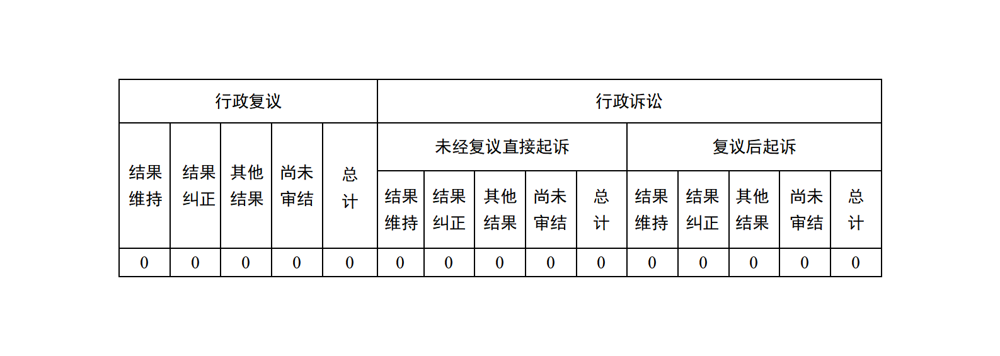 行政复议 行政诉讼
未经复议直接起诉 复议后起诉
结果维持 结果纠正 其他结果 尚未审结 总计
结果维持 结果纠正 其他结果 尚未审结 总计 结果维持 结果纠正 其他结果 尚未审结 总计
0 0 0 0 0 0 0 0 0 0 0 0 0 0 0